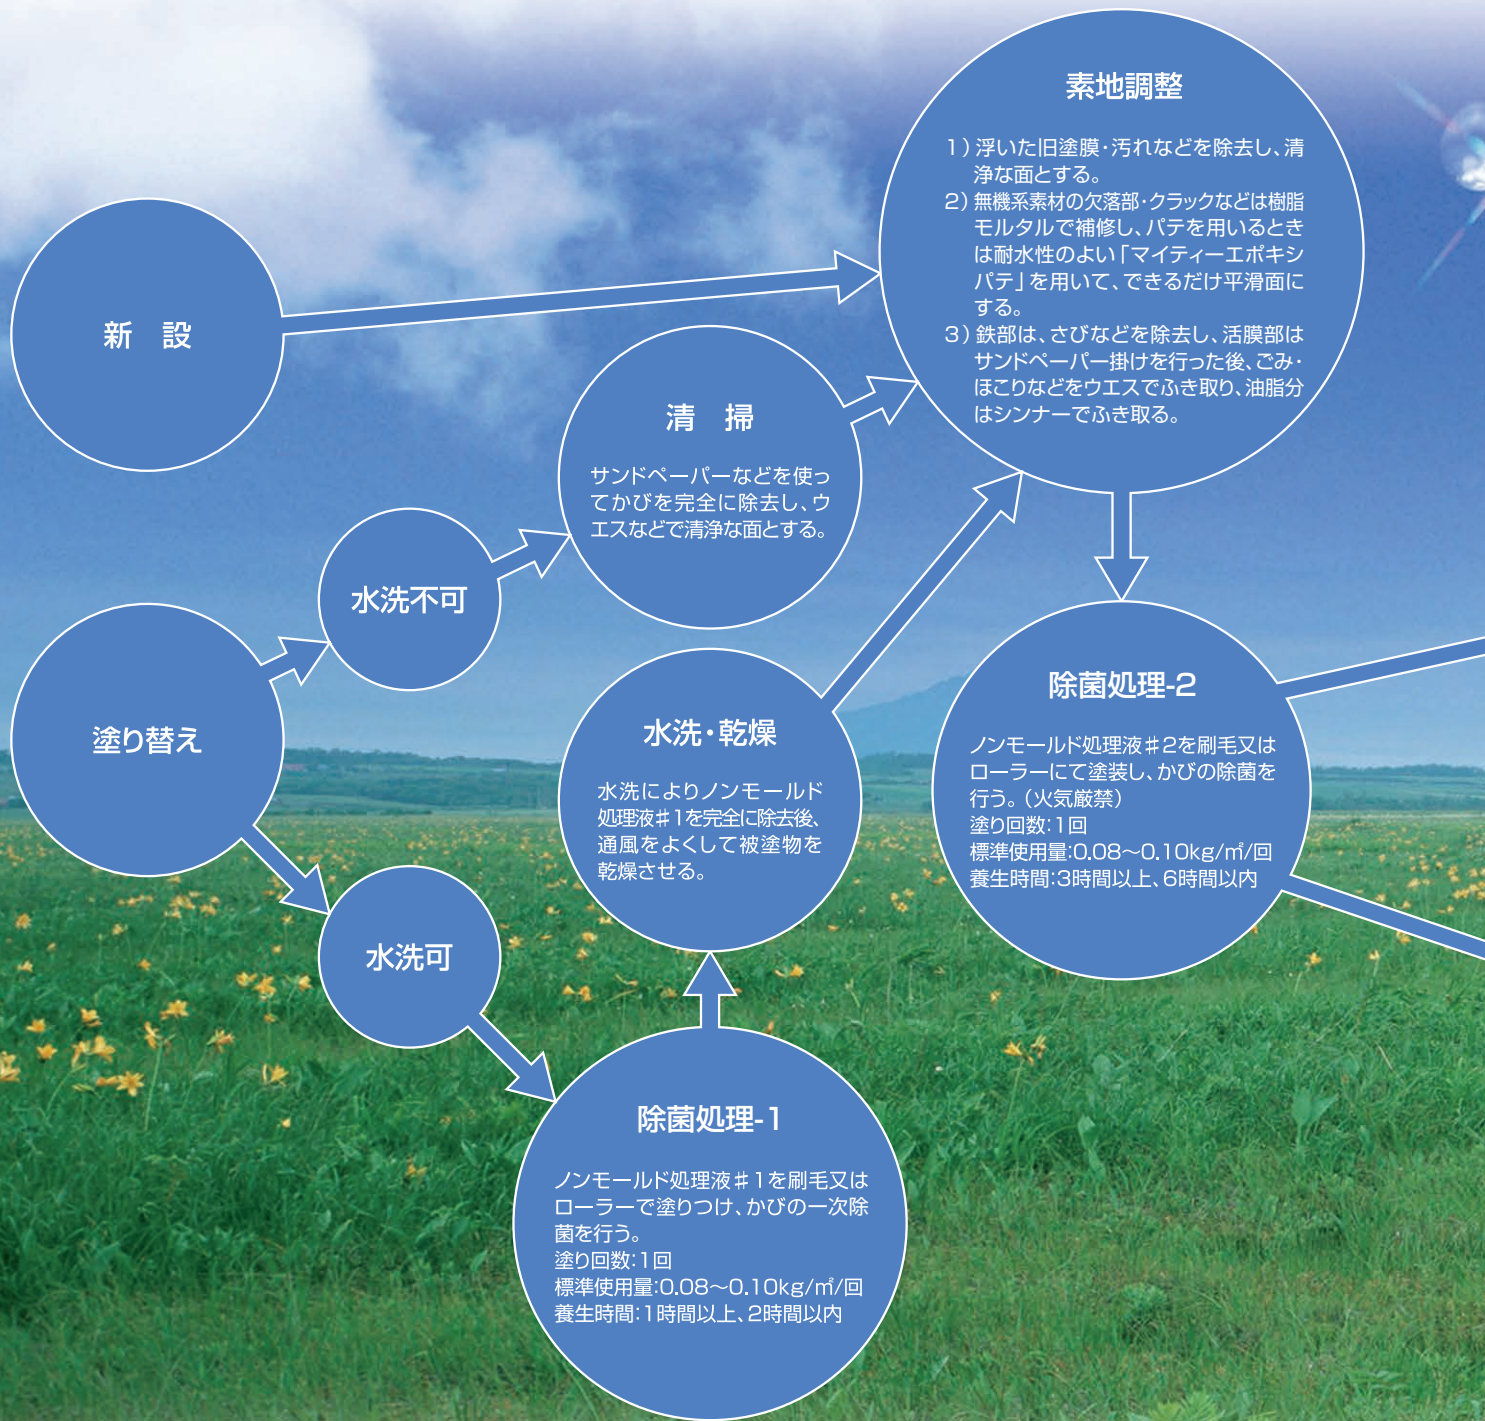 新　設
塗り替え
水洗不可
水洗可
清　掃
サンドペーパーなどを使っ
てかびを完全に除去し、ウ
エスなどで清浄な面とする。
除菌処理-1
ノンモールド処理液♯1を刷毛又は
ローラーで塗りつけ、かびの一次除
菌を行う。
塗り回数:1回
標準使用量:0.08〜0.10kg/㎡/回
養生時間:1時間以上、2時間以内
水洗・乾燥
水洗によりノンモールド
処理液♯1を完全に除去後、
通風をよくして被塗物を
乾燥させる。
素地調整
1）浮いた旧塗膜・汚れなどを除去し、清
浄な面とする。
2）無機系素材の欠落部・クラックなどは樹脂
モルタルで補修し、パテを用いるとき
は耐水性のよい「マイティーエポキシ
パテ」を用いて、できるだけ平滑面に
する。
3）鉄部は、さびなどを除去し、活膜部は
サンドペーパー掛けを行った後、ごみ・
ほこりなどをウエスでふき取り、油脂分
はシンナーでふき取る。
除菌処理-2
ノンモールド処理液♯2を刷毛又は
ローラーにて塗装し、かびの除菌を
行う。（火気厳禁）
塗り回数:1回
標準使用量:0.08〜0.10kg/㎡/回
養生時間:3時間以上、6時間以内